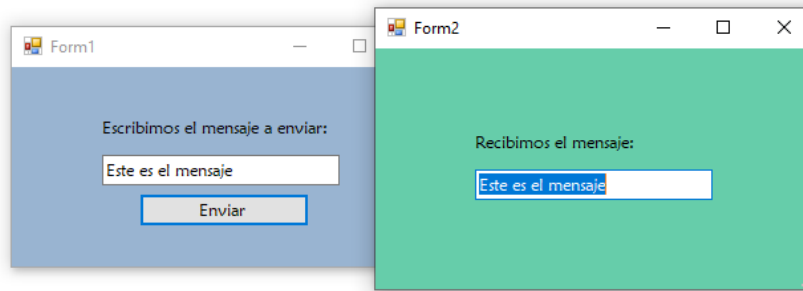 Form1
Escribimos el mensaje a enviar:
Este es el mensaje
Enviar
Form2
Recibimos el mensaje:
Este es el mensaje